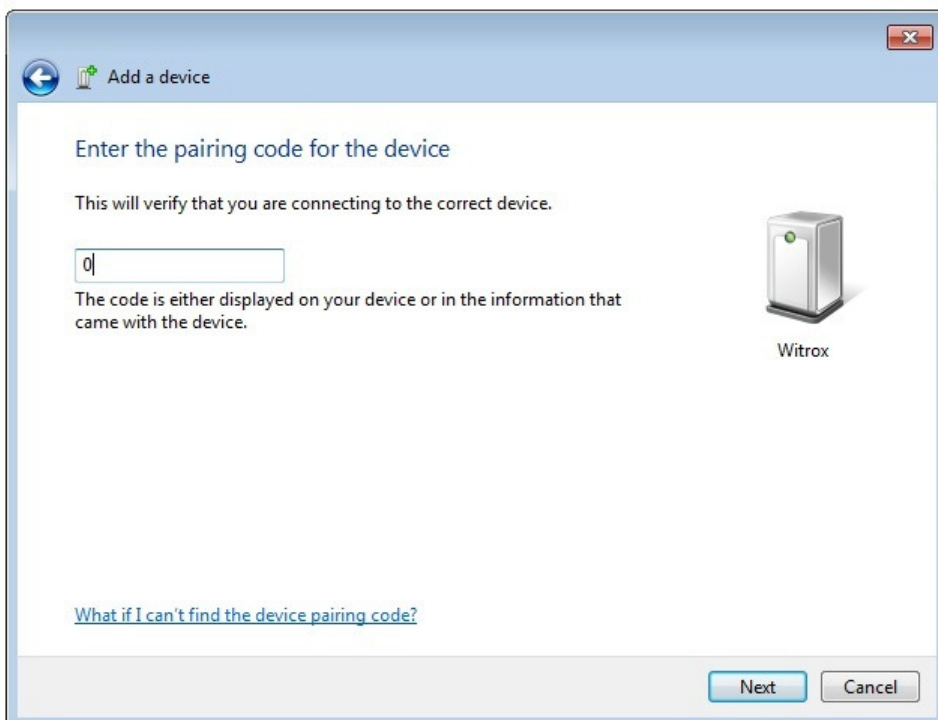 Add a device
Enter the pairing code for the device
This will verify that you are connecting to the correct device.
0
The code is either displayed on your device or in the information that
came with the device.
Witrox
What if I can't find the device pairing code?
Next Cancel